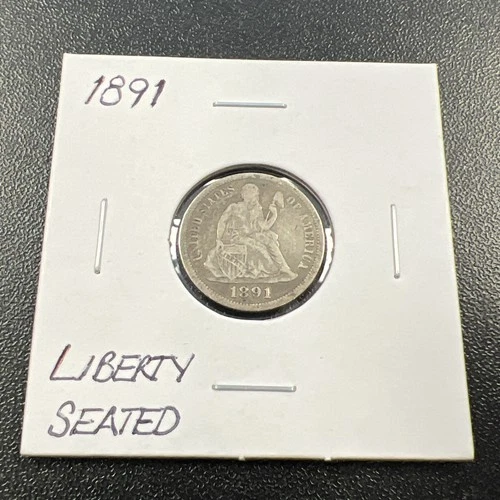 1891
UNITED STATES OF AMERICA
1891
LIBERTY
SEATED